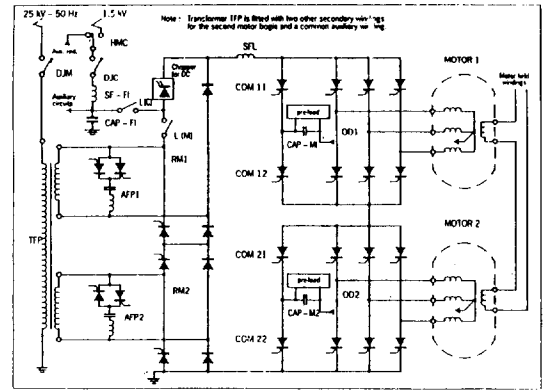 25 kV - 50 Hz
1.5 kV
Note : Transformer TFP is fitted with two other secondary windings
for the second motor bogie and a common auxiliary winding.
HMC
Aux. ind.
DJM
DJC
Chopper
for DC
SFL
Auxiliary
circuits
SF - FI
CAP - FI
L (M)
COM 11
pre-load
CAP - M1
OD1
MOTOR 1
Motor field
windings
RM1
AFP1
COM 12
TFP
COM 21
MOTOR 2
pre-load
CAP - M2
OD2
RM2
AFP2
COM 22